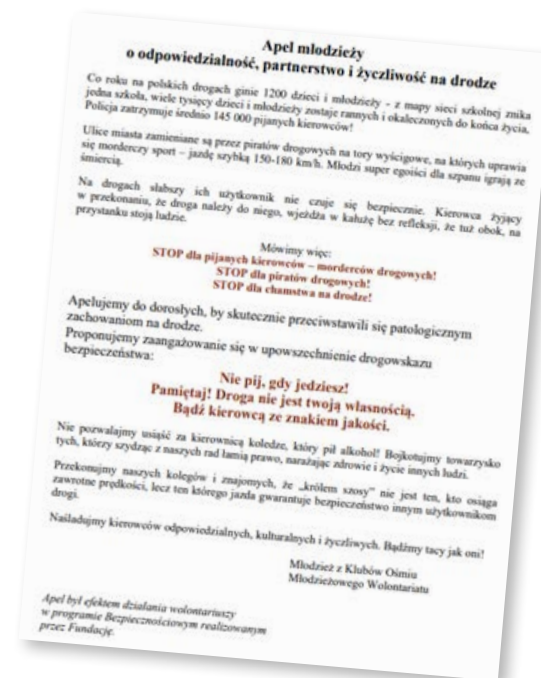 Apel młodzieży
o odpowiedzialność, partnerstwo i życzliwość na drodze
Co roku na polskich drogach ginie 1200 dzieci i młodzieży - z mapy sieci szkolnej znika
jedna szkoła, wiele tysięcy dzieci i młodzieży zostaje rannych i okaleczonych do końca życia,
Policja zatrzymuje średnio 145 000 pijanych kierowców!
Ulice miasta zamieniane są przez piratów drogowych na tory wyścigowe, na których uprawia
się morderczy sport – jazdę szybką 150-180 km/h. Młodzi super egoiści dla szpanu igrają ze
śmiercią.
Na drogach słabszy ich użytkownik nie czuje się bezpiecznie. Kierowca żyjący
w przekonaniu, że droga należy do niego, wjeżdża w kałużę bez refleksji, że tuż obok, na
przystanku stoją ludzie.
Mówimy więc:
STOP dla pijanych kierowców – morderców drogowych!
STOP dla piratów drogowych!
STOP dla chamstwa na drodze!
Apelujemy do dorosłych, by skutecznie przeciwstawili się patologicznym
zachowaniom na drodze.
Proponujemy zaangażowanie się w upowszechnienie drogowskazu
bezpieczeństwa:
Nie pij, gdy jedziesz!
Pamiętaj! Droga nie jest twoją własnością.
Bądź kierowcą ze znakiem jakości.
Nie pozwalajmy usiąść za kierownicą koledze, który pił alkohol! Bojkotujmy towarzysko
tych, którzy szydząc z naszych rad łamią prawo, narażając zdrowie i życie innych ludzi.
Przekonujmy naszych kolegów i znajomych, że „królem szosy” nie jest ten, kto osiąga
zawrotne prędkości, lecz ten którego jazda gwarantuje bezpieczeństwo innym użytkownikom
drogi.
Naśladujmy kierowców odpowiedzialnych, kulturalnych i życzliwych. Bądźmy tacy jak oni!
Młodzież z Klubów Ośmiu
Młodzieżowego Wolontariatu
Apel był efektem działania wolontariuszy
w programie Bezpiecznościowym realizowanym
przez Fundację.